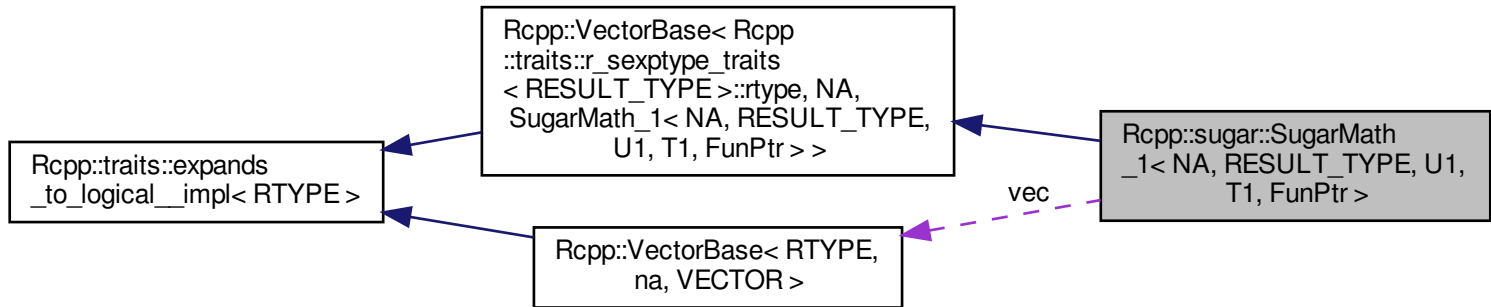 Rcpp::traits::expands
_to_logical__impl< RTYPE >
Rcpp::VectorBase< Rcpp
::traits::r_sexptype_traits
< RESULT_TYPE >::rtype, NA,
SugarMath_1< NA, RESULT_TYPE,
U1, T1, FunPtr > >
Rcpp::VectorBase< RTYPE,
na, VECTOR >
vec
Rcpp::sugar::SugarMath
_1< NA, RESULT_TYPE, U1,
T1, FunPtr >